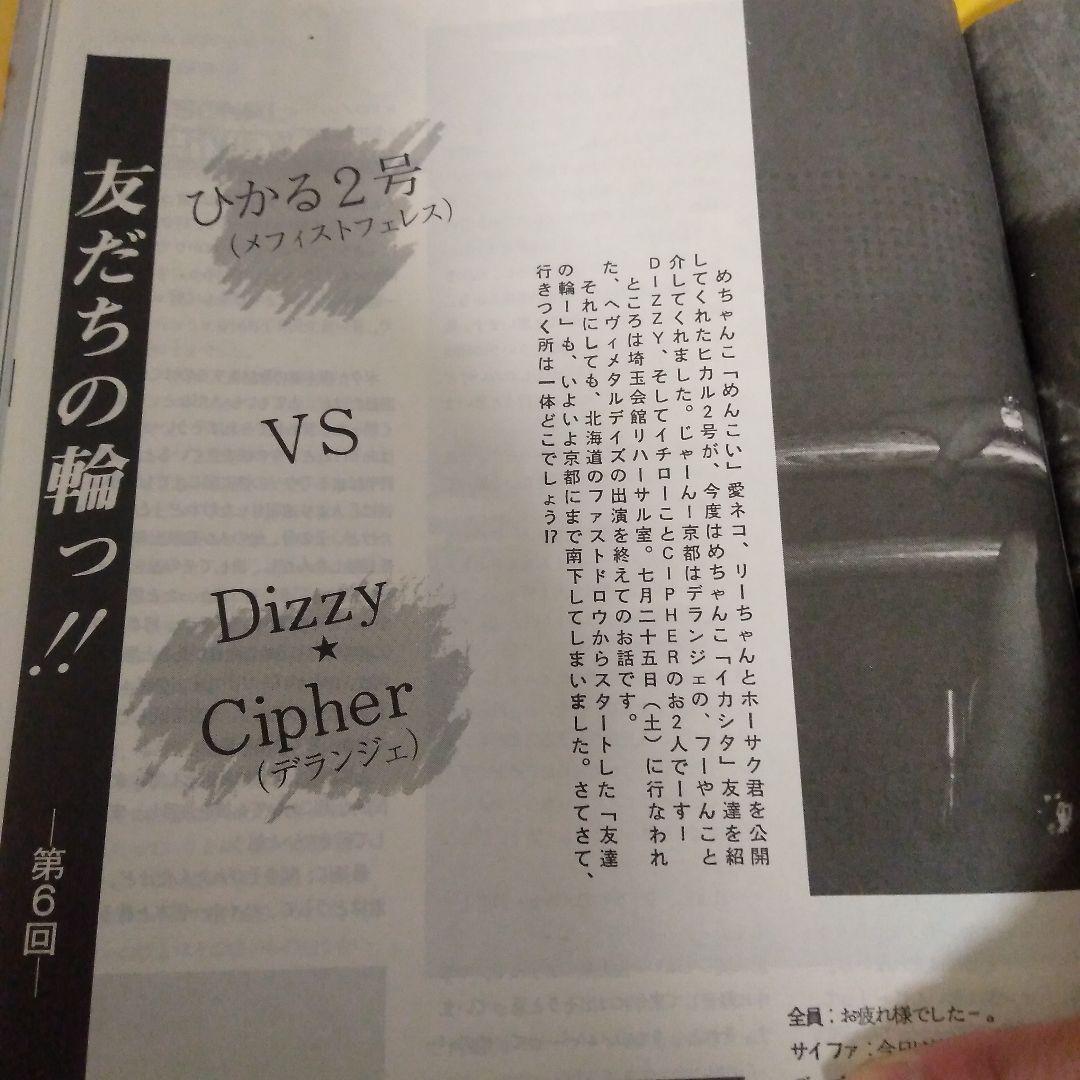 友だちの輪っ!!
―第6回―
ひかる2号
(メフィストフェレス)
VS
Dizzy
★
Cipher
(デランジェ)
めちゃんこ「めんこい」愛ネコ、リーちゃんとホーサク君を公開
してくれたヒカル2号が、今度はめちゃんこ「イカシタ」友達を紹
介してくれました。じゃーん!京都はデランジェの、フーやんこと
DIZZY、そしてイチローことCIPHERのお2人でーす!
ところは埼玉会館リハーサル室。七月二十五日(土)に行なわれ
た、ヘヴィメタルデイズの出演を終えてのお話です。
それにしても、北海道のファストドロウからスタートした「友達
の輪!」も、いよいよ京都にまで南下してしまいました。さてさて、
行きつく所は一体どこでしょう!?
全員:お疲れ様でしたー。
サイファ:今日